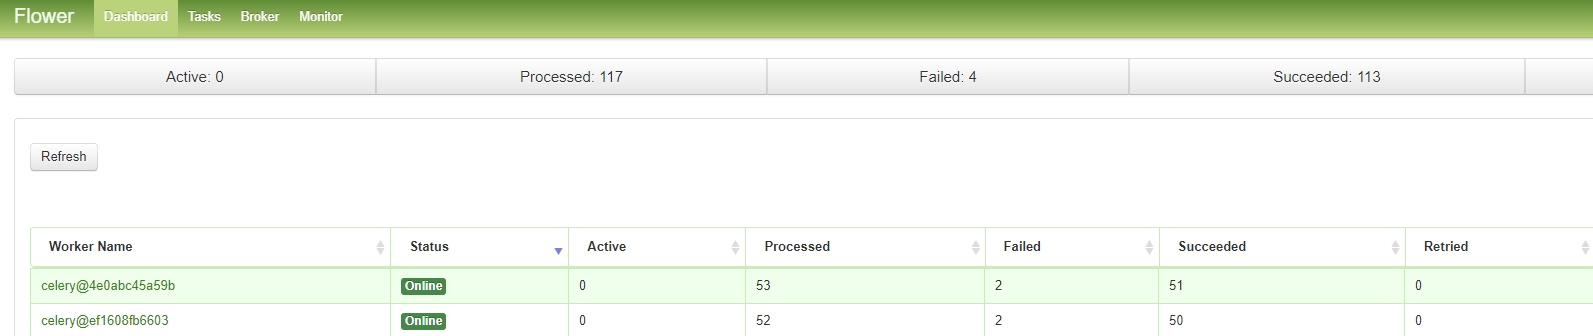 Flower Dashboard Tasks Broker Monitor
Active: 0 Processed: 117 Failed: 4 Succeeded: 113
Refresh
Worker Name Status Active Processed Failed Succeeded Retried
celery@4e0abc45a59b Online 0 53 2 51 0
celery@ef1608fb6603 Online 0 52 2 50 0